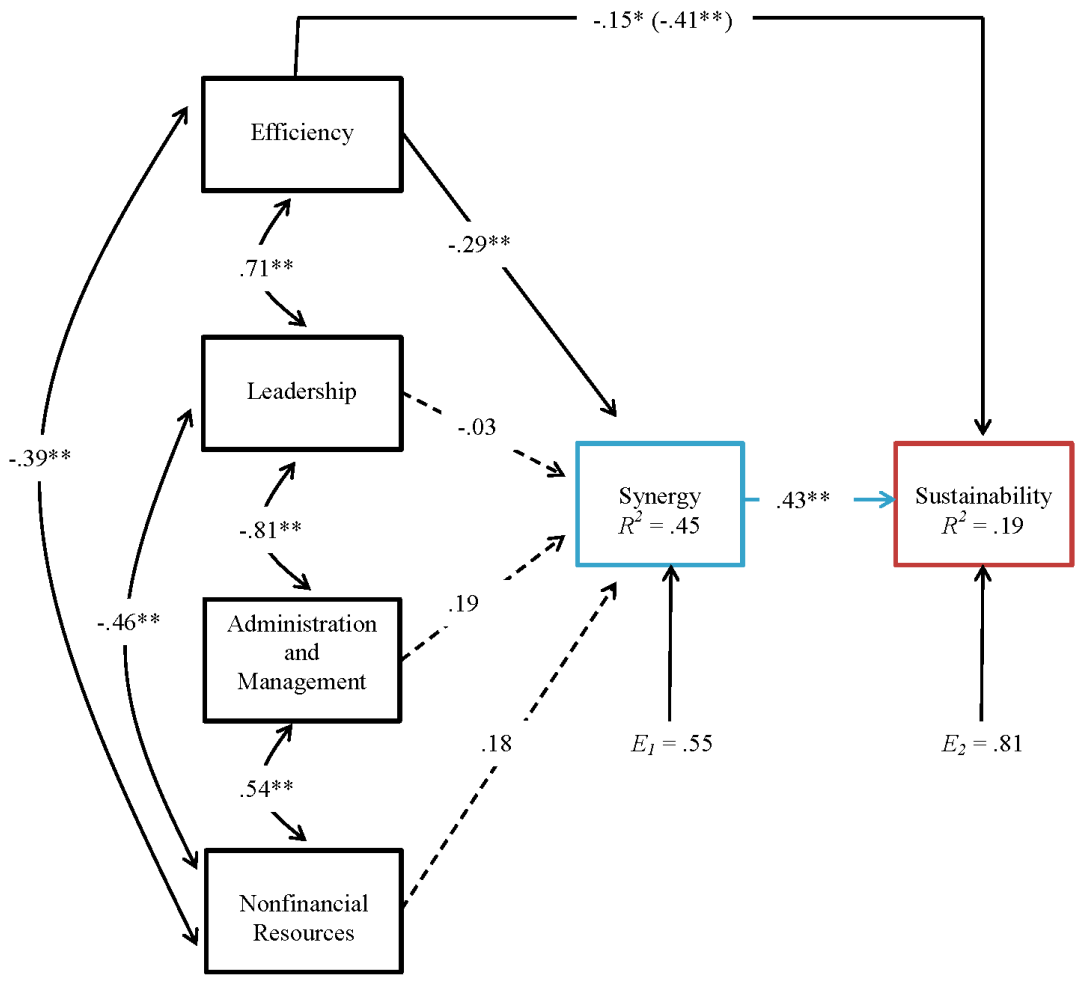 -.15* (-.41**)
Efficiency
-.29**
.71**
Leadership
-.03
-.39**
Synergy
R² = .45
.43**
Sustainability
R² = .19
-.81**
.19
-.46**
Administration
and
Management
.18
E₁ = .55
E₂ = .81
.54**
Nonfinancial
Resources